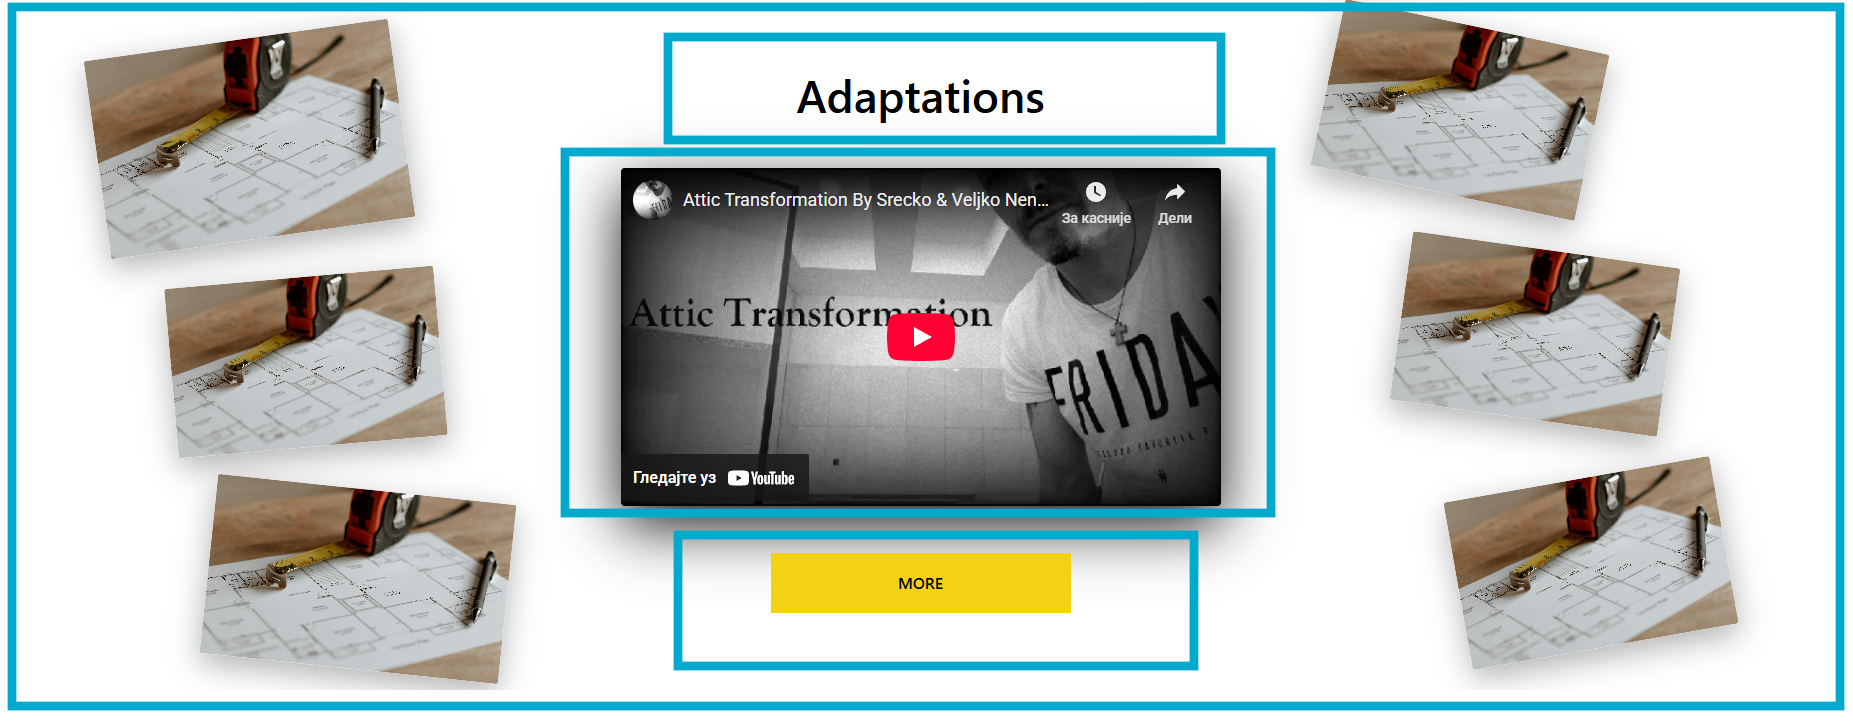 Adaptations
Attic Transformation By Srecko & Veljko Nen...
За касније
Дели
Attic Transformation
FRIDAY
#
Гледајте уз YouTube
MORE